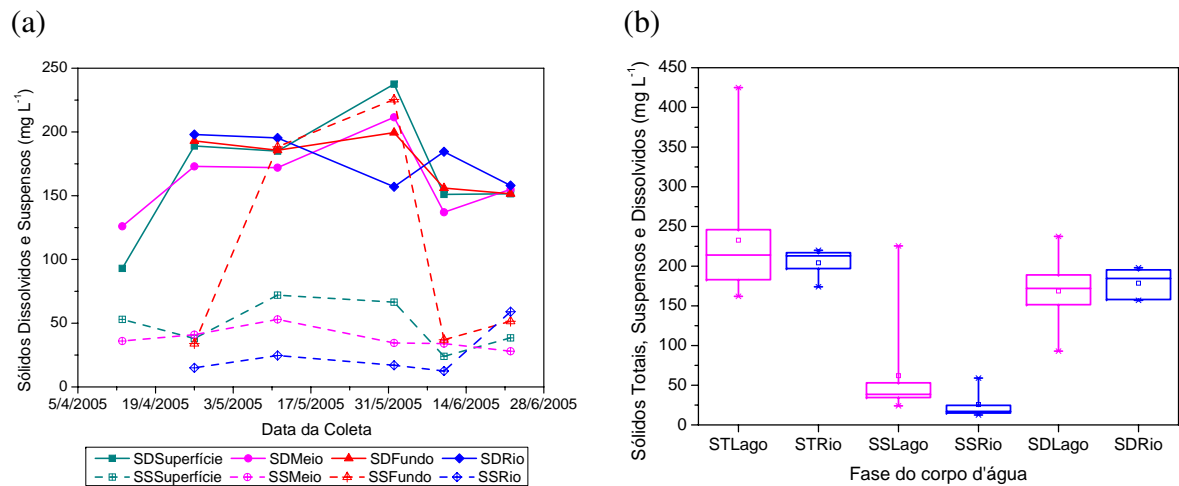 (a)
Sólidos Dissolvidos e Suspensos (mg L⁻¹)
250
200
150
100
50
0
5/4/2005 19/4/2005 3/5/2005 17/5/2005 31/5/2005 14/6/2005 28/6/2005
Data da Coleta
SDSuperfície SDMeio SDFundo SDRio
SSSuperfície SSMeio SSFundo SSRio
(b)
Sólidos Totais, Suspensos e Dissolvidos (mg L⁻¹)
450
400
350
300
250
200
150
100
50
0
STLago STRio SSLago SSRio SDLago SDRio
Fase do corpo d'água